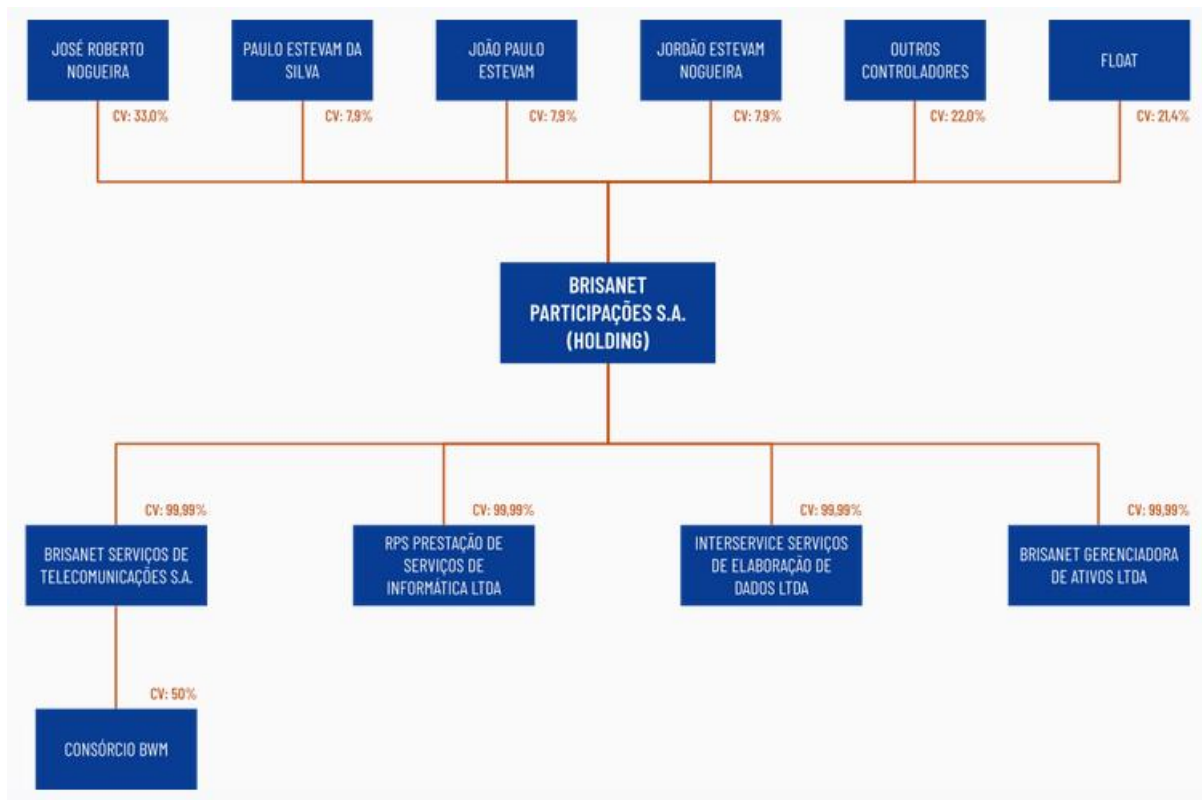 JOSÉ ROBERTO
NOGUEIRA
PAULO ESTEVAM DA
SILVA
JOÃO PAULO
ESTEVAM
JORDÃO ESTEVAM
NOGUEIRA
OUTROS
CONTROLADORES
FLOAT
CV: 33,0%
CV: 7,9%
CV: 7,9%
CV: 7,9%
CV: 22,0%
CV: 21,4%
BRISANET
PARTICIPAÇÕES S.A.
(HOLDING)
CV: 99,99%
CV: 99,99%
CV: 99,99%
CV: 99,99%
BRISANET SERVIÇOS DE
TELECOMUNICAÇÕES S.A.
RPS PRESTAÇÃO DE
SERVIÇOS DE
INFORMÁTICA LTDA
INTERSERVICE SERVIÇOS
DE ELABORAÇÃO DE
DADOS LTDA
BRISANET GERENCIADORA
DE ATIVOS LTDA
CV: 50%
CONSÓRCIO BWM